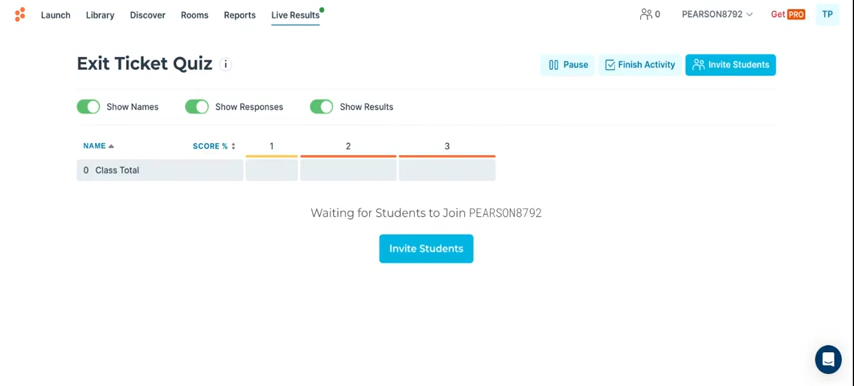 Launch Library Discover Rooms Reports Live Results 0 PEARSON8792 Get PRO TP
Exit Ticket Quiz i Pause Finish Activity Invite Students
Show Names Show Responses Show Results
NAME SCORE % 1 2 3
0 Class Total
Waiting for Students to Join PEARSON8792
Invite Students